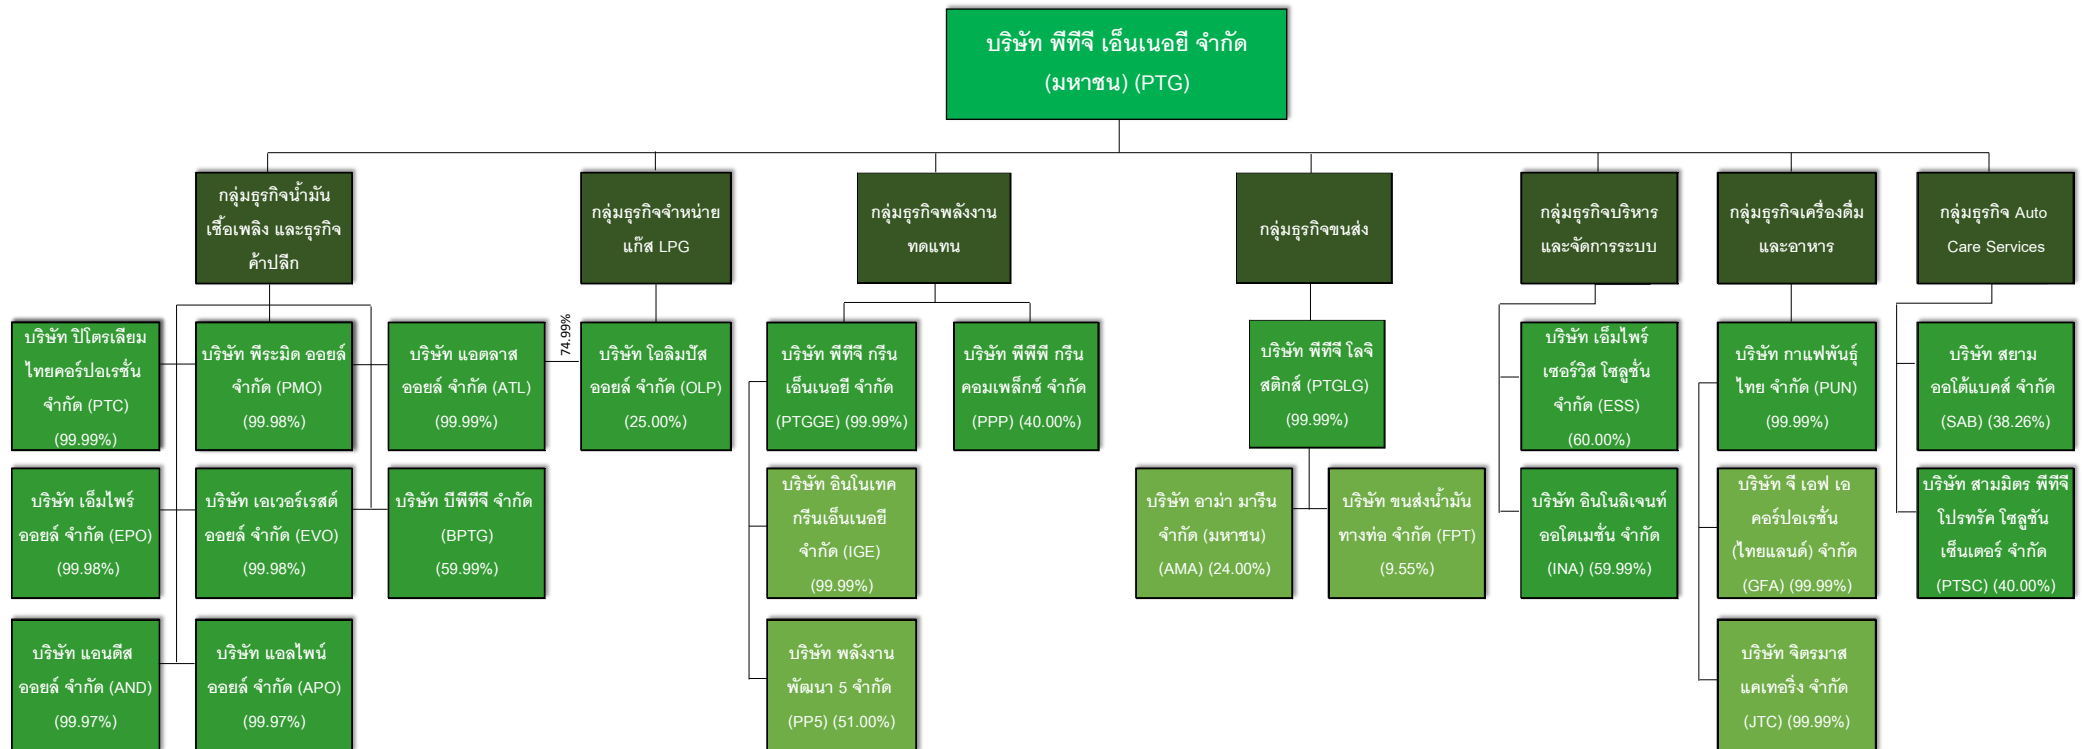 บริษัท พีทีจี เอ็นเนอยี จำกัด
(มหาชน) (PTG)
กลุ่มธุรกิจน้ำมัน
เชื้อเพลิง และธุรกิจ
ค้าปลีก
กลุ่มธุรกิจจำหน่าย
แก๊ส LPG
กลุ่มธุรกิจพลังงาน
ทดแทน
กลุ่มธุรกิจขนส่ง
กลุ่มธุรกิจบริหาร
และจัดการระบบ
กลุ่มธุรกิจเครื่องดื่ม
และอาหาร
กลุ่มธุรกิจ Auto
Care Services
บริษัท ปิโตรเลียม
ไทยคอร์ปอเรชั่น
จำกัด (PTC)
(99.99%)
บริษัท พีระมิด ออยล์
จำกัด (PMO)
(99.98%)
บริษัท แอตลาส
ออยล์ จำกัด (ATL)
(99.99%)
74.99%
บริษัท โอลิมปัส
ออยล์ จำกัด (OLP)
(25.00%)
บริษัท พีทีจี กรีน
เอ็นเนอยี จำกัด
(PTGGE) (99.99%)
บริษัท พีพีพี กรีน
คอมเพล็กซ์ จำกัด
(PPP) (40.00%)
บริษัท พีทีจี โลจิ
สติกส์ (PTGLG)
(99.99%)
บริษัท เอ็มไพร์
เซอร์วิส โซลูชั่น
จำกัด (ESS)
(60.00%)
บริษัท กาแฟพันธุ์
ไทย จำกัด (PUN)
(99.99%)
บริษัท สยาม
ออโต้แบคส์ จำกัด
(SAB) (38.26%)
บริษัท เอ็มไพร์
ออยล์ จำกัด (EPO)
(99.98%)
บริษัท เอเวอร์เรสต์
ออยล์ จำกัด (EVO)
(99.98%)
บริษัท บีพีทีจี จำกัด
(BPTG)
(59.99%)
บริษัท อินโนเทค
กรีนเอ็นเนอยี
จำกัด (IGE)
(99.99%)
บริษัท อาม่า มารีน
จำกัด (มหาชน)
(AMA) (24.00%)
บริษัท ขนส่งน้ำมัน
ทางท่อ จำกัด (FPT)
(9.55%)
บริษัท อินโนลิเจนท์
ออโตเมชั่น จำกัด
(INA) (59.99%)
บริษัท จี เอฟ เอ
คอร์ปอเรชั่น
(ไทยแลนด์) จำกัด
(GFA) (99.99%)
บริษัท สามมิตร พีทีจี
โปรทรัค โซลูชัน
เซ็นเตอร์ จำกัด
(PTSC) (40.00%)
บริษัท แอนดีส
ออยล์ จำกัด (AND)
(99.97%)
บริษัท แอลไพน์
ออยล์ จำกัด (APO)
(99.97%)
บริษัท พลังงาน
พัฒนา 5 จำกัด
(PP5) (51.00%)
บริษัท จิตรมาส
แคเทอริ่ง จำกัด
(JTC) (99.99%)